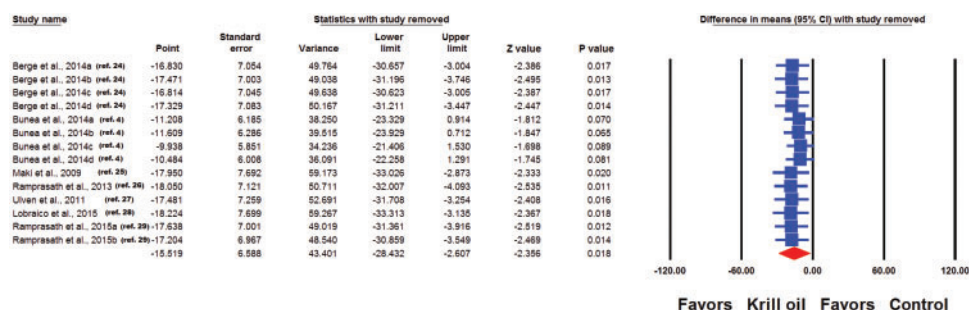 Study name Statistics with study removed Difference in means (95% CI) with study removed
Standard Lower Upper
Point error Variance limit limit Z value P value
Berge et al., 2014a (ref. 24) -16.830 7.054 49.764 -30.657 -3.004 -2.386 0.017
Berge et al., 2014b (ref. 24) -17.471 7.003 49.038 -31.196 -3.746 -2.495 0.013
Berge et al., 2014c (ref. 24) -16.814 7.045 49.638 -30.623 -3.005 -2.387 0.017
Berge et al., 2014d (ref. 24) -17.329 7.083 50.167 -31.211 -3.447 -2.447 0.014
Bunea et al., 2014a (ref. 4) -11.208 6.185 38.250 -23.329 0.914 -1.812 0.070
Bunea et al., 2014b (ref. 4) -11.609 6.286 39.515 -23.929 0.712 -1.847 0.065
Bunea et al., 2014c (ref. 4) -9.938 5.851 34.236 -21.406 1.530 -1.698 0.089
Bunea et al., 2014d (ref. 4) -10.484 6.008 36.091 -22.258 1.291 -1.745 0.081
Maki et al., 2009 (ref. 25) -17.950 7.692 59.173 -33.026 -2.873 -2.333 0.020
Ramprasath et al., 2013 (ref. 26) -18.050 7.121 50.711 -32.007 -4.093 -2.535 0.011
Ulven et al., 2011 (ref. 27) -17.481 7.259 52.691 -31.708 -3.254 -2.408 0.016
Lobraico et al., 2015 (ref. 28) -18.224 7.699 59.267 -33.313 -3.135 -2.367 0.018
Ramprasath et al., 2015a (ref. 29) -17.638 7.001 49.019 -31.361 -3.916 -2.519 0.012
Ramprasath et al., 2015b (ref. 29) -17.204 6.967 48.540 -30.859 -3.549 -2.469 0.014
-15.519 6.588 43.401 -28.432 -2.607 -2.356 0.018
-120.00 -60.00 0.00 60.00 120.00
Favors Krill oil Favors Control